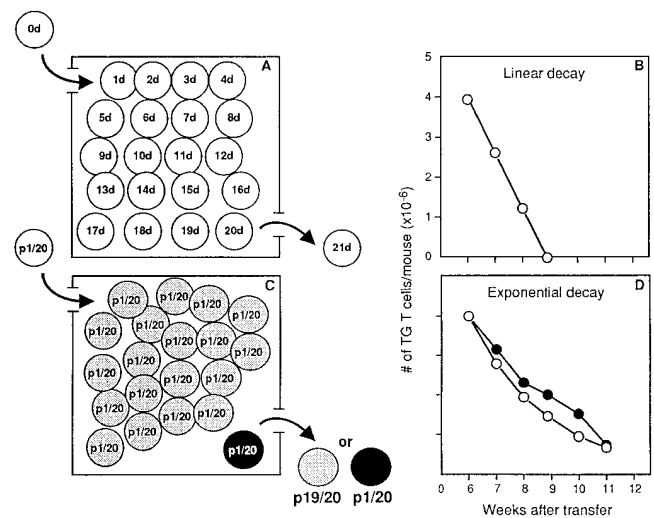 0d
A
1d 2d 3d 4d
5d 6d 7d 8d
9d 10d 11d 12d
13d 14d 15d 16d
17d 18d 19d 20d
21d
p1/20
C
p1/20 p1/20 p1/20 p1/20
p1/20 p1/20 p1/20 p1/20 p1/20
p1/20
p1/20 p1/20 p1/20
p1/20
p1/20 p1/20 p1/20
p1/20
p1/20 p1/20
or
p19/20 p1/20
B
Linear decay
5
4
3
2
1
0
# of TG T cells/mouse (x10-6)
D
Exponential decay
0 6 7 8 9 10 11 12
Weeks after transfer